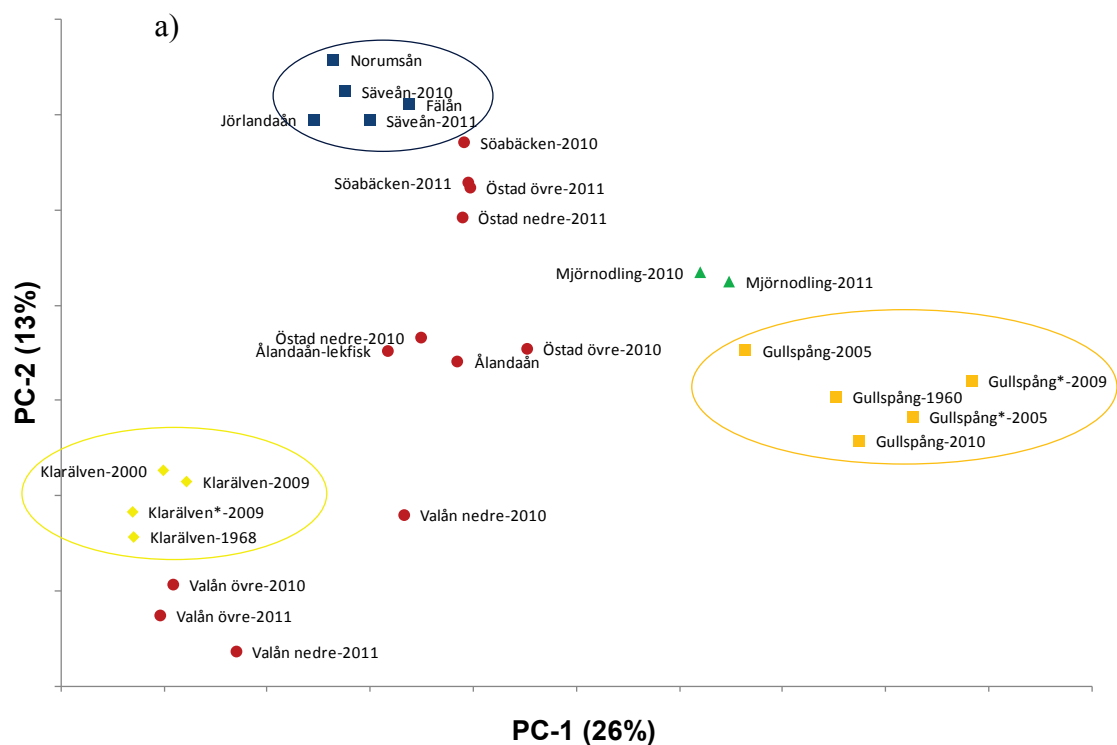 a)
Norumsån
Säveån-2010
Fälån
Jörlandaån
Säveån-2011
Söabäcken-2010
Söabäcken-2011
Östad övre-2011
Östad nedre-2011
Mjörnodling-2010
Mjörnodling-2011
Östad nedre-2010
Ålandaån-lekfisk
Ålandaån
Östad övre-2010
Gullspång-2005
Gullspång*-2009
Gullspång-1960
Gullspång*-2005
Gullspång-2010
Klarälven-2000
Klarälven-2009
Klarälven*-2009
Klarälven-1968
Valån nedre-2010
Valån övre-2010
Valån övre-2011
Valån nedre-2011
PC-2 (13%)
PC-1 (26%)